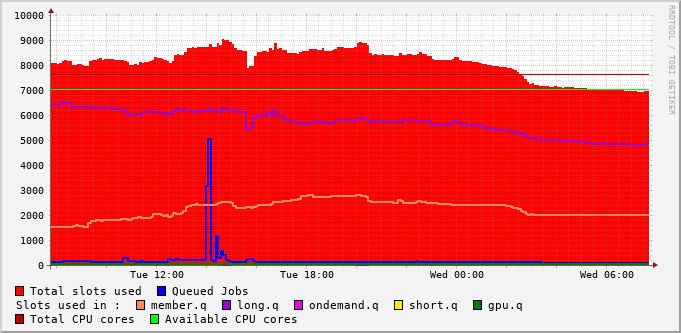 RRDTOOL / TOBI OETIKER
10000
9000
8000
7000
6000
5000
4000
3000
2000
1000
0
Tue 12:00 Tue 18:00 Wed 00:00 Wed 06:00
Total slots used Queued Jobs
Slots used in : member.q long.q ondemand.q short.q gpu.q
Total CPU cores Available CPU cores